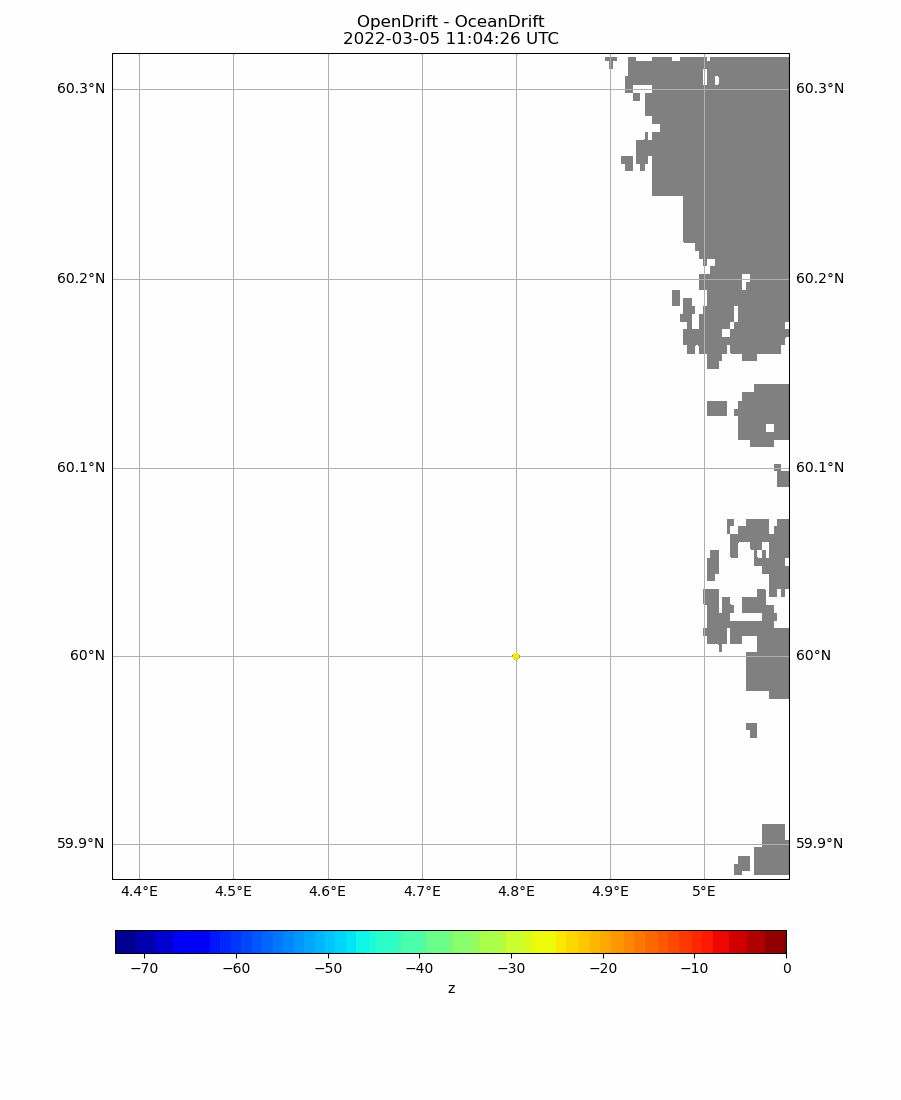 OpenDrift - OceanDrift
2022-03-05 11:04:26 UTC
60.3°N 60.3°N
60.2°N 60.2°N
60.1°N 60.1°N
60°N 60°N
59.9°N 59.9°N
4.4°E 4.5°E 4.6°E 4.7°E 4.8°E 4.9°E 5°E
−70 −60 −50 −40 −30 −20 −10 0
z